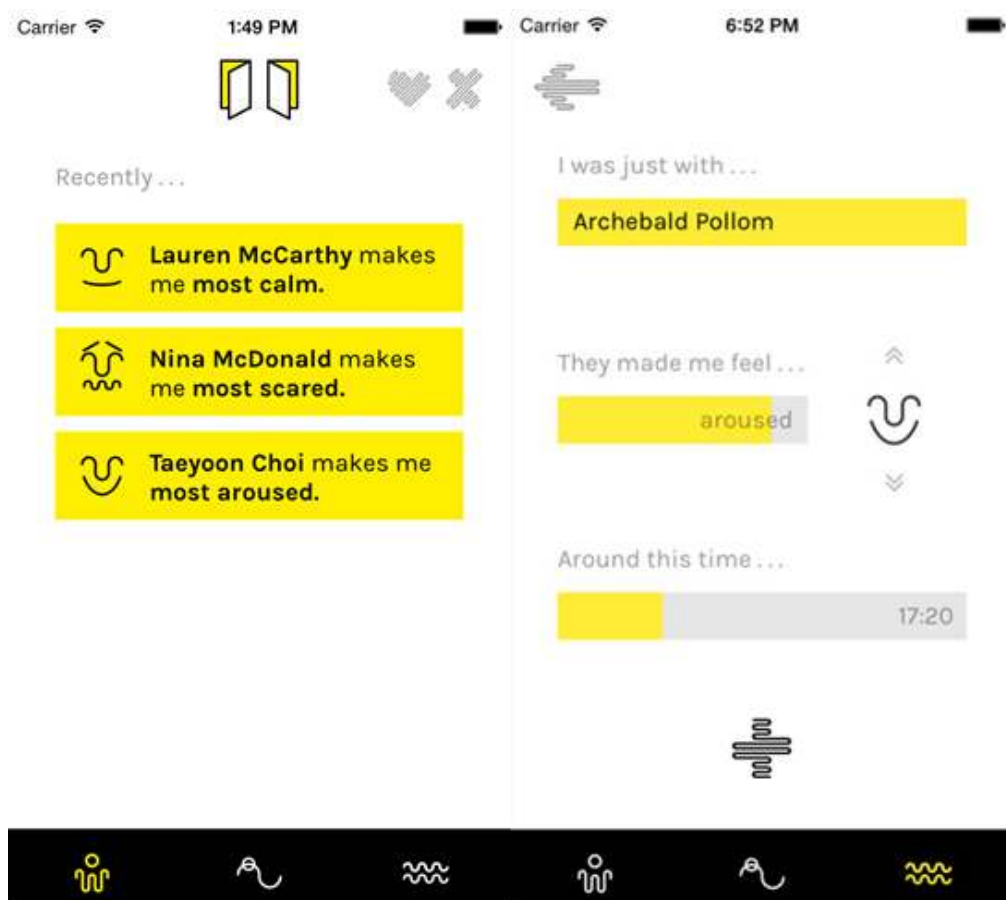 Carrier
1:49 PM
Recently...
Lauren McCarthy makes
me most calm.
Nina McDonald makes
me most scared.
Taeyoon Choi makes me
most aroused.
Carrier
6:52 PM
I was just with...
Archebald Pollom
They made me feel...
aroused
Around this time...
17:20